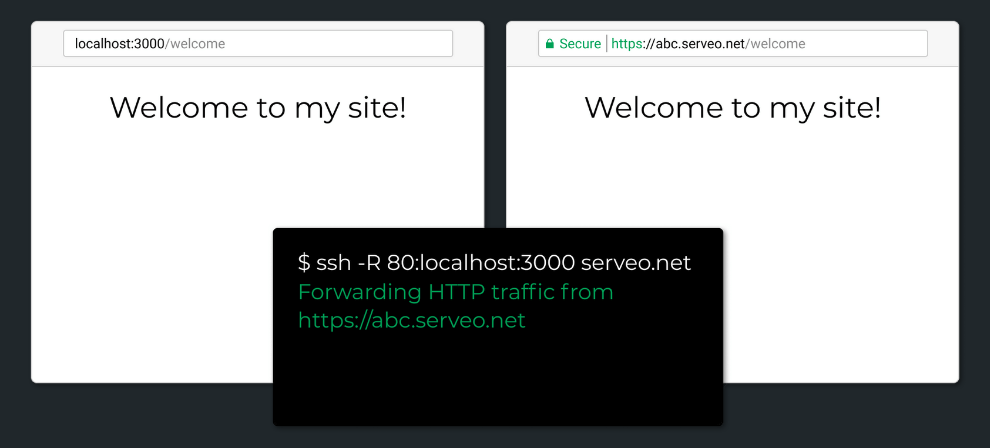 localhost:3000/welcome
Secure | https://abc.serveo.net/welcome
Welcome to my site!
Welcome to my site!
$ ssh -R 80:localhost:3000 serveo.net
Forwarding HTTP traffic from
https://abc.serveo.net